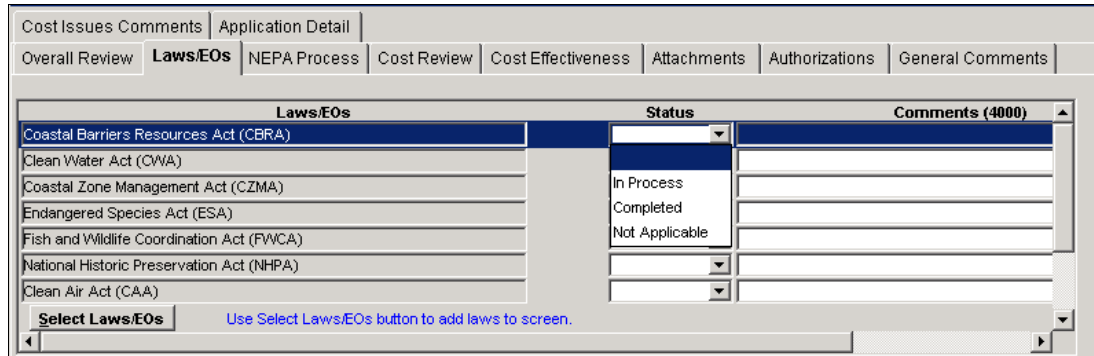 Cost Issues Comments Application Detail
Overall Review Laws/EOs NEPA Process Cost Review Cost Effectiveness Attachments Authorizations General Comments
Laws/EOs Status Comments (4000)
Coastal Barriers Resources Act (CBRA)
Clean Water Act (CWA)
Coastal Zone Management Act (CZMA) In Process
Endangered Species Act (ESA) Completed
Fish and Wildlife Coordination Act (FWCA) Not Applicable
National Historic Preservation Act (NHPA)
Clean Air Act (CAA)
Select Laws/EOs Use Select Laws/EOs button to add laws to screen.